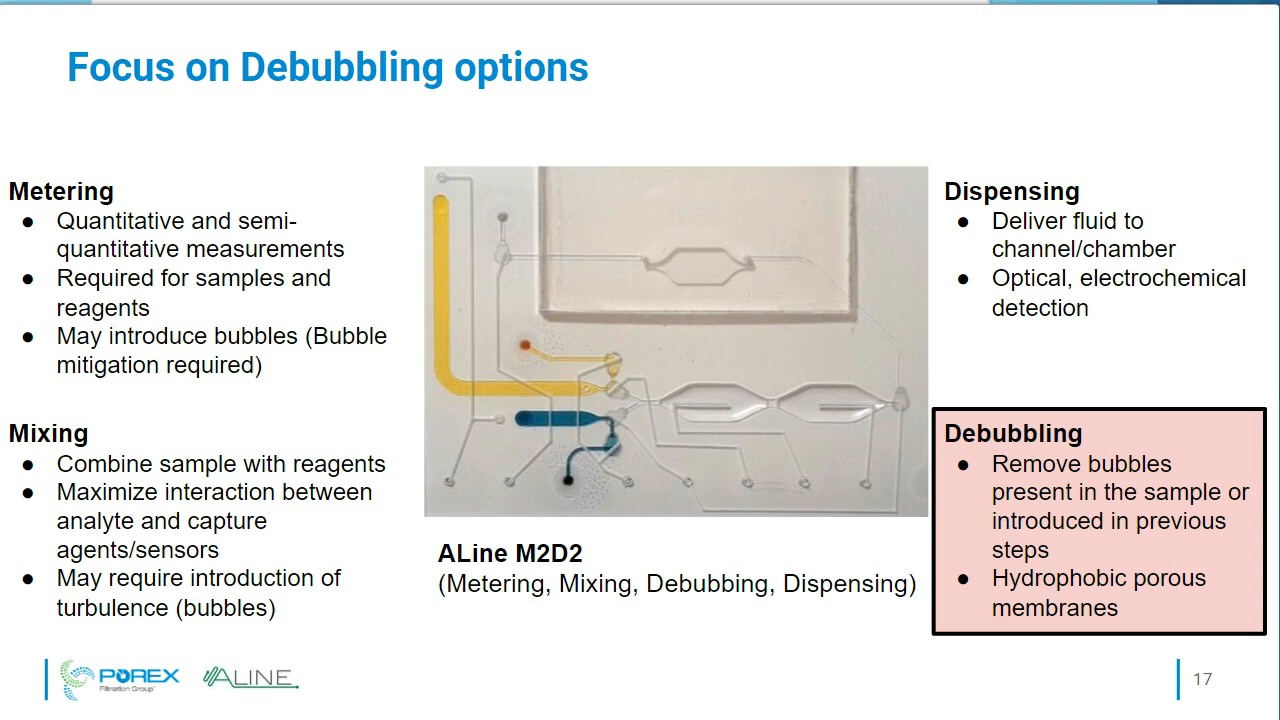 Focus on Debubbling options
Metering
● Quantitative and semi-
quantitative measurements
● Required for samples and
reagents
● May introduce bubbles (Bubble
mitigation required)
Mixing
● Combine sample with reagents
● Maximize interaction between
analyte and capture
agents/sensors
● May require introduction of
turbulence (bubbles)
ALine M2D2
(Metering, Mixing, Debubbing, Dispensing)
Dispensing
● Deliver fluid to
channel/chamber
● Optical, electrochemical
detection
Debubbling
● Remove bubbles
present in the sample or
introduced in previous
steps
● Hydrophobic porous
membranes
POREX
Filtration Group
ALINE
17